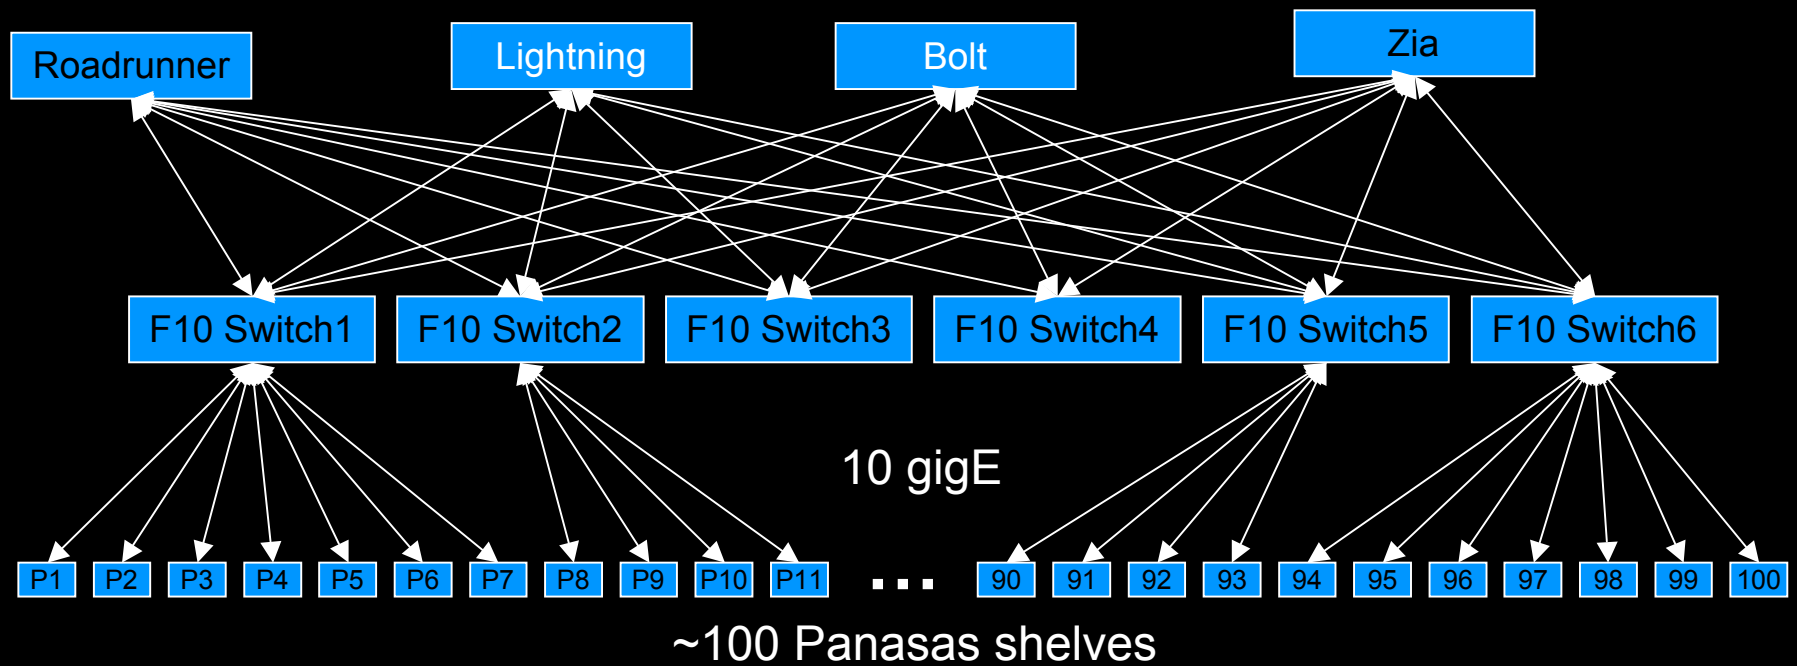 Roadrunner
Lightning
Bolt
Zia
F10 Switch1
F10 Switch2
F10 Switch3
F10 Switch4
F10 Switch5
F10 Switch6
10 gigE
P1
P2
P3
P4
P5
P6
P7
P8
P9
P10
P11
...
90
91
92
93
94
95
96
97
98
99
100
~100 Panasas shelves